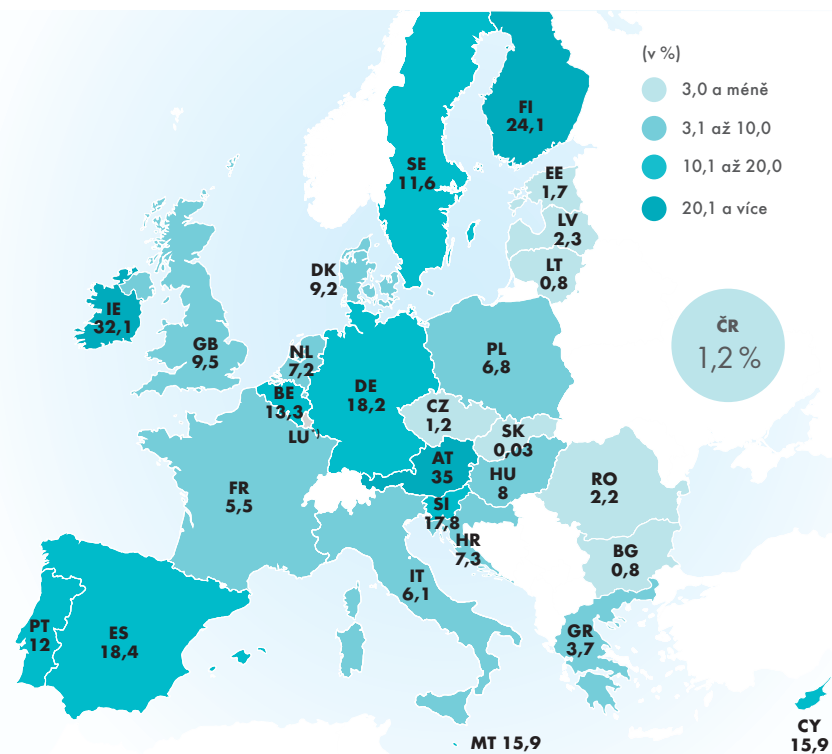 (v %)
3,0 a méně
3,1 až 10,0
10,1 až 20,0
20,1 a více
FI
24,1
SE
11,6
EE
1,7
LV
2,3
LT
0,8
DK
9,2
IE
32,1
GB
9,5
NL
7,2
BE
13,3
LU
DE
18,2
PL
6,8
ČR
1,2 %
CZ
1,2
SK
0,03
AT
35
HU
8
RO
2,2
FR
5,5
SI
17,8
HR
7,3
BG
0,8
IT
6,1
PT
12
ES
18,4
GR
3,7
MT 15,9
CY
15,9